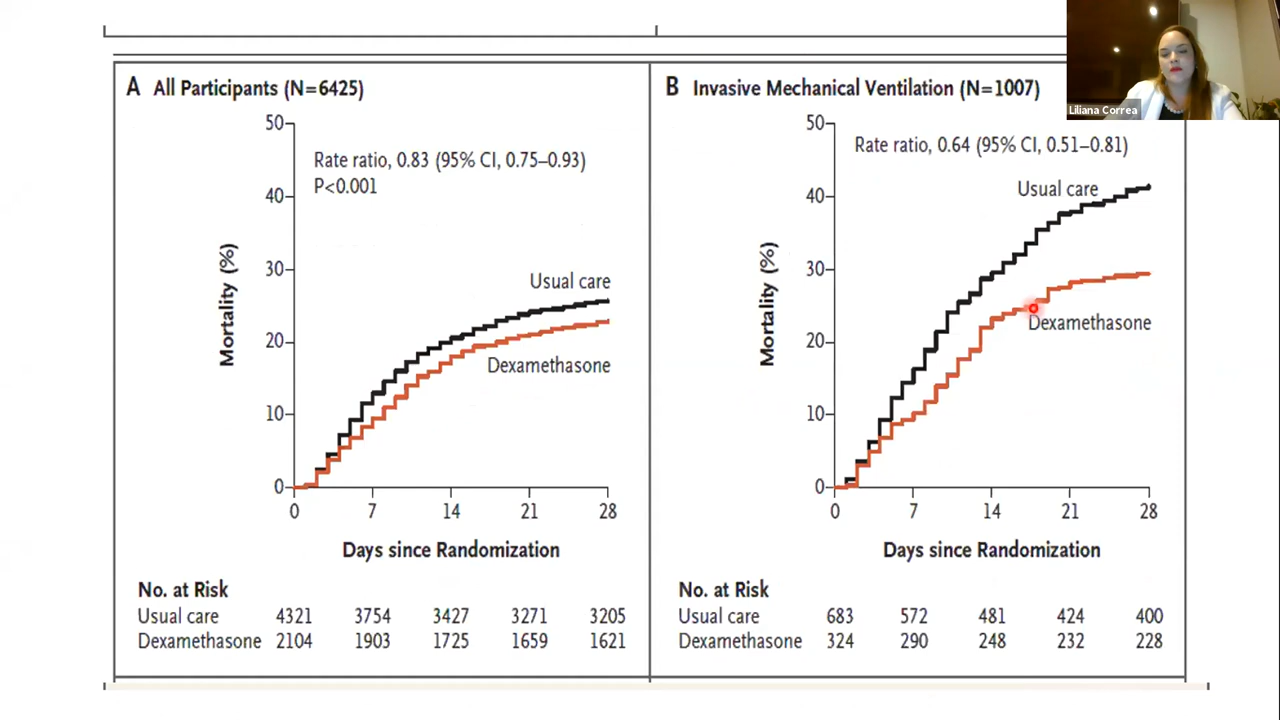 A All Participants (N=6425)
50
40
30
20
10
0
Mortality (%)
Rate ratio, 0.83 (95% CI, 0.75–0.93)
P<0.001
Usual care
Dexamethasone
0 7 14 21 28
Days since Randomization
No. at Risk
Usual care 4321 3754 3427 3271 3205
Dexamethasone 2104 1903 1725 1659 1621
B Invasive Mechanical Ventilation (N=1007)
50
40
30
20
10
0
Mortality (%)
Rate ratio, 0.64 (95% CI, 0.51–0.81)
Usual care
Dexamethasone
0 7 14 21 28
Days since Randomization
No. at Risk
Usual care 683 572 481 424 400
Dexamethasone 324 290 248 232 228
Liliana Correa